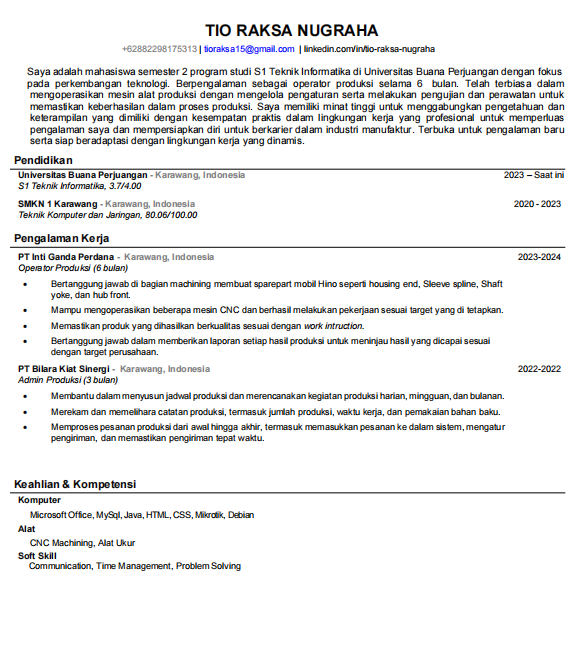 TIO RAKSA NUGRAHA
+62882298175313 | tioraksa15@gmail.com | linkedin.com/in/tio-raksa-nugraha
Saya adalah mahasiswa semester 2 program studi S1 Teknik Informatika di Universitas Buana Perjuangan dengan fokus
pada perkembangan teknologi. Berpengalaman sebagai operator produksi selama 6 bulan. Telah terbiasa dalam
mengoperasikan mesin alat produksi dengan mengelola pengaturan serta melakukan pengujian dan perawatan untuk
memastikan keberhasilan dalam proses produksi. Saya memiliki minat tinggi untuk menggabungkan pengetahuan dan
keterampilan yang dimiliki dengan kesempatan praktis dalam lingkungan kerja yang profesional untuk memperluas
pengalaman saya dan mempersiapkan diri untuk berkarier dalam industri manufaktur. Terbuka untuk pengalaman baru
serta siap beradaptasi dengan lingkungan kerja yang dinamis.
Pendidikan
Universitas Buana Perjuangan - Karawang, Indonesia 2023 – Saat ini
S1 Teknik Informatika, 3.7/4.00
SMKN 1 Karawang - Karawang, Indonesia 2020 - 2023
Teknik Komputer dan Jaringan, 80.06/100.00
Pengalaman Kerja
PT Inti Ganda Perdana - Karawang, Indonesia 2023-2024
Operator Produksi (6 bulan)
• Bertanggung jawab di bagian machining membuat sparepart mobil Hino seperti housing end, Sleeve spline, Shaft
yoke, dan hub front.
• Mampu mengoperasikan beberapa mesin CNC dan berhasil melakukan pekerjaan sesuai target yang di tetapkan.
• Memastikan produk yang dihasilkan berkualitas sesuai dengan work intruction.
• Bertanggung jawab dalam memberikan laporan setiap hasil produksi untuk meninjau hasil yang dicapai sesuai
dengan target perusahaan.
PT Bilara Kiat Sinergi - Karawang, Indonesia 2022-2022
Admin Produksi (3 bulan)
• Membantu dalam menyusun jadwal produksi dan merencanakan kegiatan produksi harian, mingguan, dan bulanan.
• Merekam dan memelihara catatan produksi, termasuk jumlah produksi, waktu kerja, dan pemakaian bahan baku.
• Memproses pesanan produksi dari awal hingga akhir, termasuk memasukkan pesanan ke dalam sistem, mengatur
pengiriman, dan memastikan pengiriman tepat waktu.
Keahlian & Kompetensi
Komputer
Microsoft Office, MySql, Java, HTML, CSS, Mikrotik, Debian
Alat
CNC Machining, Alat Ukur
Soft Skill
Communication, Time Management, Problem Solving